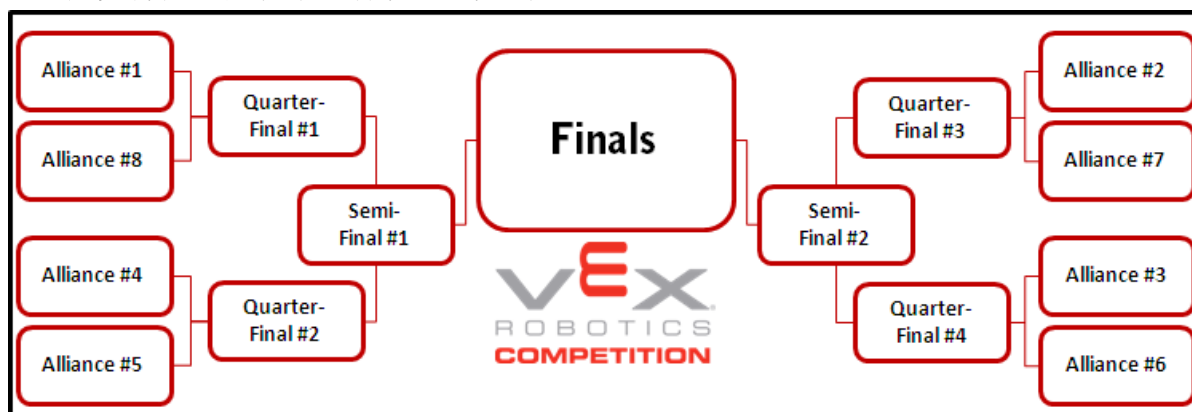 Alliance #1
Alliance #8
Quarter-
Final #1
Alliance #4
Alliance #5
Quarter-
Final #2
Semi-
Final #1
Finals
VEX
ROBOTICS
COMPETITION
Semi-
Final #2
Quarter-
Final #3
Alliance #2
Alliance #7
Quarter-
Final #4
Alliance #3
Alliance #6